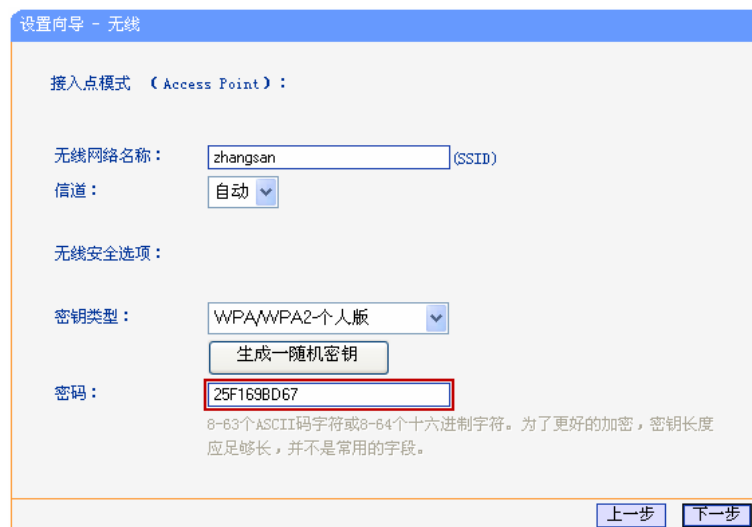 设置向导 - 无线
接入点模式 （Access Point）：
无线网络名称： zhangsan (SSID)
信道： 自动
无线安全选项：
密钥类型： WPA/WPA2-个人版
生成一随机密钥
密码： 25F169BD67
8-63个ASCII码字符或8-64个十六进制字符。为了更好的加密，密钥长度
应足够长，并不是常用的字段。
上一步 下一步